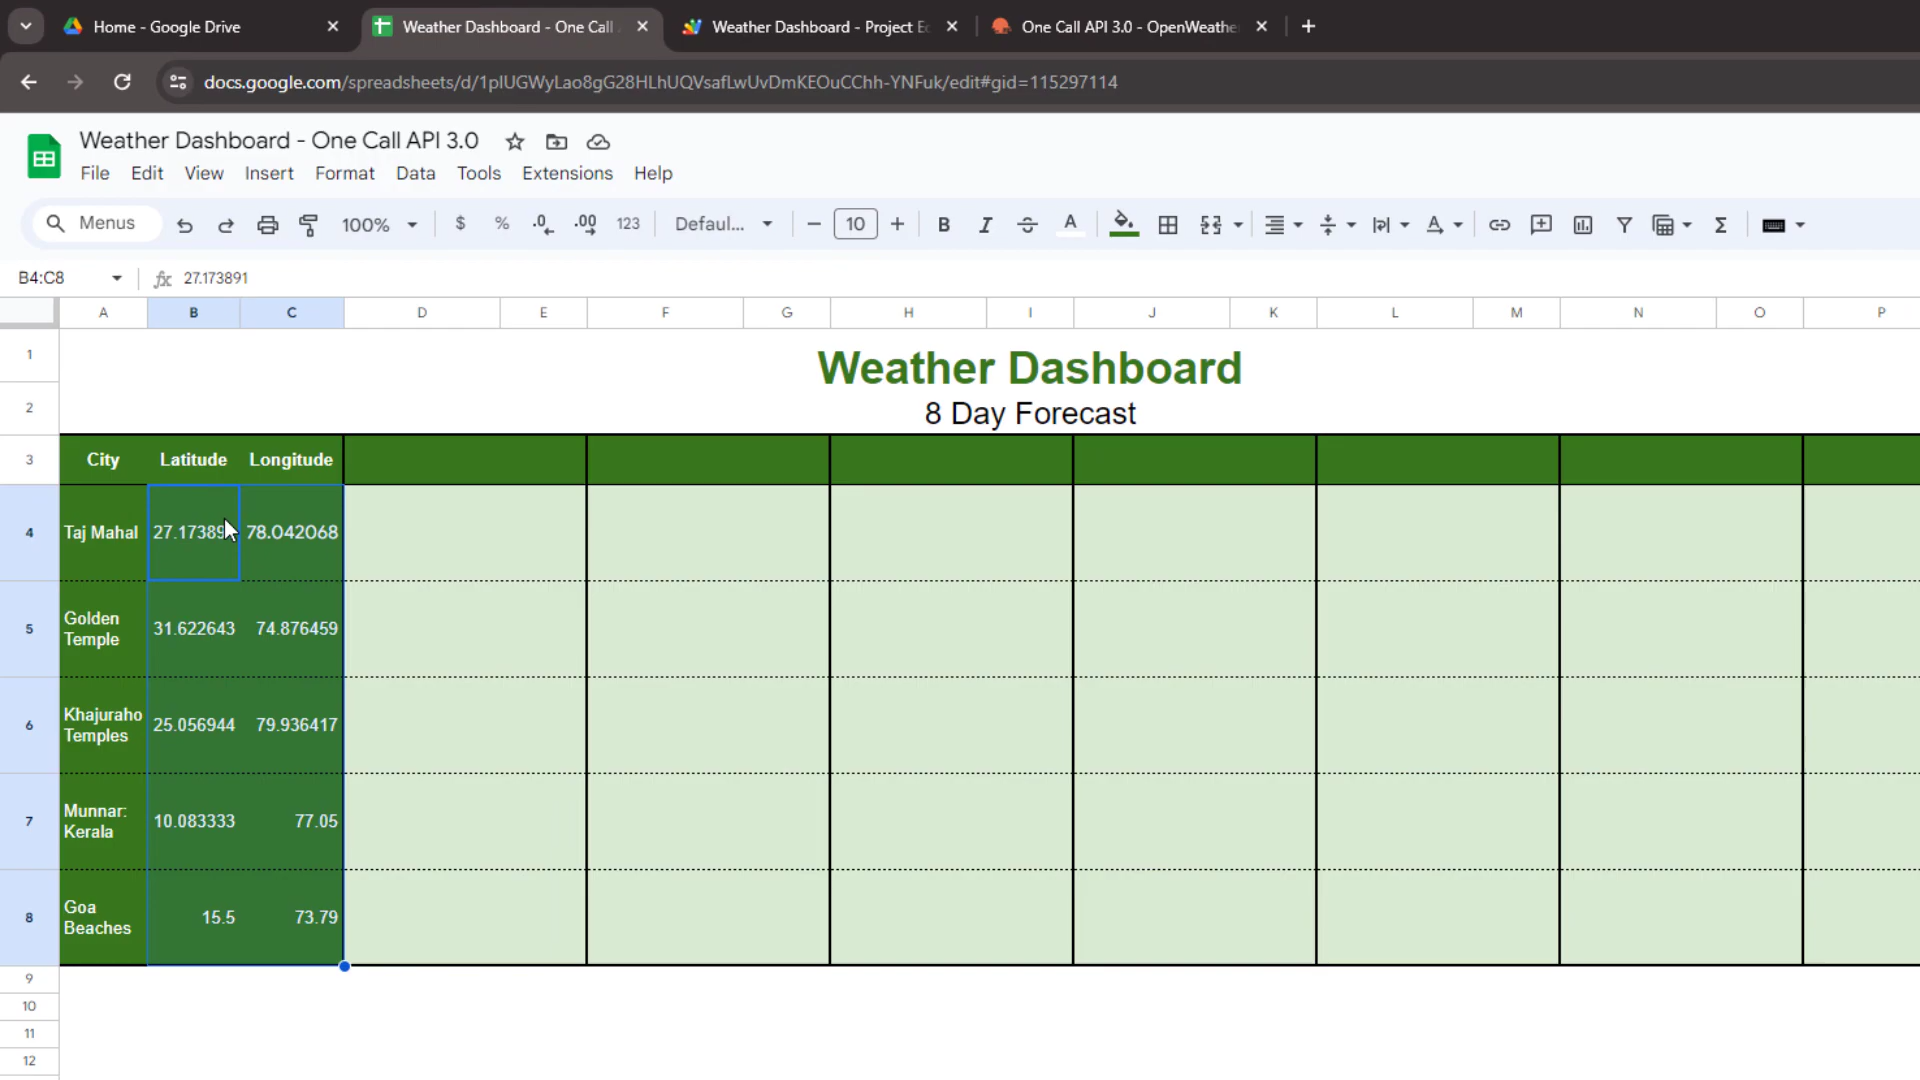 Home - Google Drive
Weather Dashboard - One Call
Weather Dashboard - Project Ec
One Call API 3.0 - OpenWeathe
docs.google.com/spreadsheets/d/1pIUGWyLao8gG28HLhUQVsafLwUvDmKEOuCChh-YNFuk/edit#gid=115297114
Weather Dashboard - One Call API 3.0
File Edit View Insert Format Data Tools Extensions Help
Menus 100% $ % .0 .00 123 Defaul... 10 B I S A Σ
B4:C8 fx 27.173891
A B C D E F G H I J K L M N O P
1 Weather Dashboard
2 8 Day Forecast
3 City Latitude Longitude
4 Taj Mahal 27.17389 78.042068
5 Golden Temple 31.622643 74.876459
6 Khajuraho Temples 25.056944 79.936417
7 Munnar: Kerala 10.083333 77.05
8 Goa Beaches 15.5 73.79
9
10
11
12